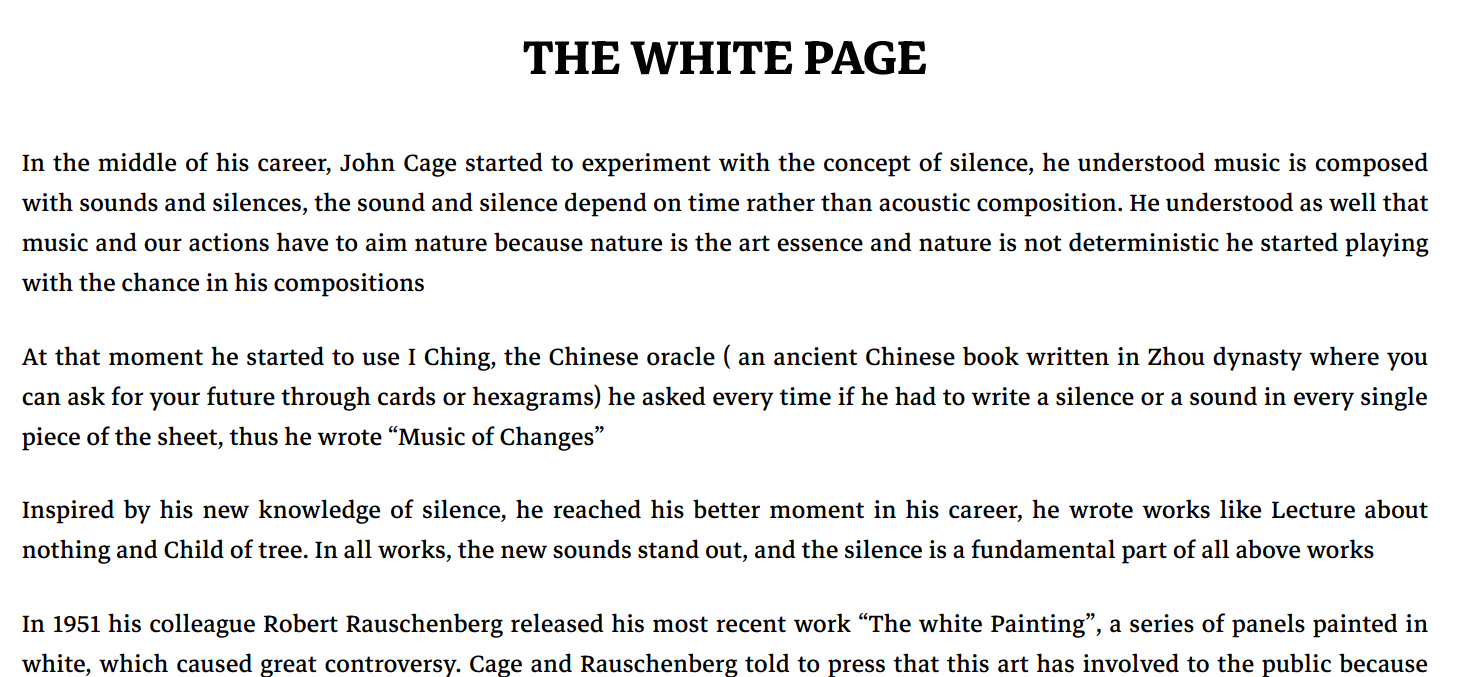 THE WHITE PAGE
In the middle of his career, John Cage started to experiment with the concept of silence, he understood music is composed
with sounds and silences, the sound and silence depend on time rather than acoustic composition. He understood as well that
music and our actions have to aim nature because nature is the art essence and nature is not deterministic he started playing
with the chance in his compositions
At that moment he started to use I Ching, the Chinese oracle ( an ancient Chinese book written in Zhou dynasty where you
can ask for your future through cards or hexagrams) he asked every time if he had to write a silence or a sound in every single
piece of the sheet, thus he wrote “Music of Changes”
Inspired by his new knowledge of silence, he reached his better moment in his career, he wrote works like Lecture about
nothing and Child of tree. In all works, the new sounds stand out, and the silence is a fundamental part of all above works
In 1951 his colleague Robert Rauschenberg released his most recent work “The white Painting”, a series of panels painted in
white, which caused great controversy. Cage and Rauschenberg told to press that this art has involved to the public because